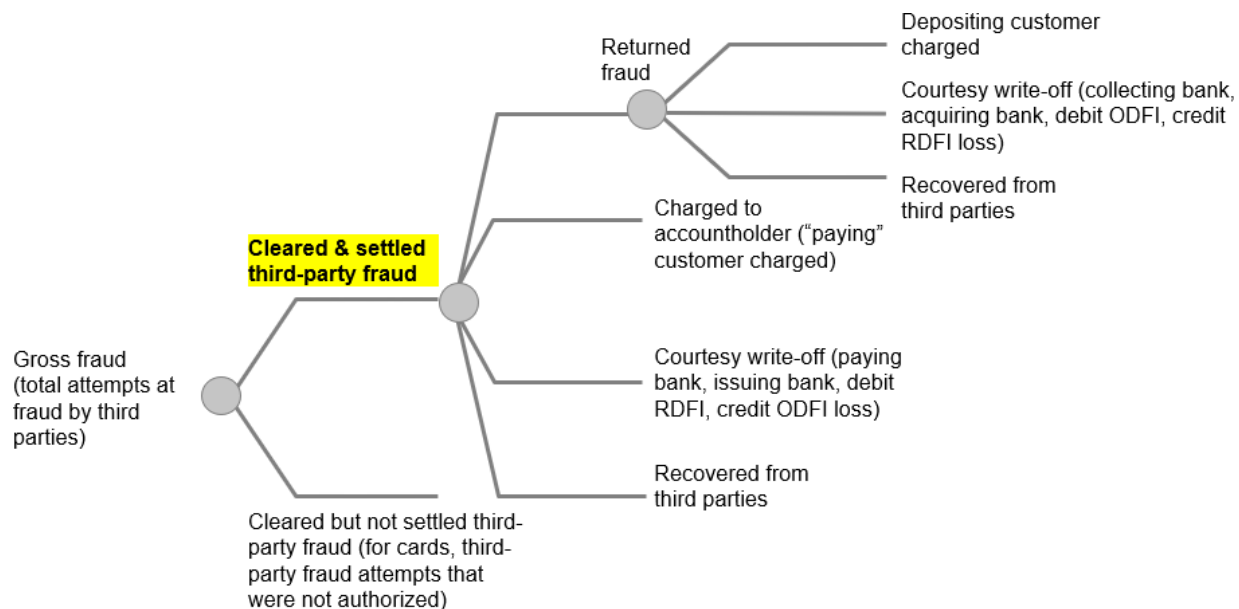 Depositing customer
charged
Returned
fraud
Courtesy write-off (collecting bank,
acquiring bank, debit ODFI, credit
RDFI loss)
Recovered from
third parties
Charged to
accountholder (“paying”
customer charged)
Cleared & settled
third-party fraud
Gross fraud
(total attempts at
fraud by third
parties)
Courtesy write-off (paying
bank, issuing bank, debit
RDFI, credit ODFI loss)
Recovered from
third parties
Cleared but not settled third-
party fraud (for cards, third-
party fraud attempts that
were not authorized)